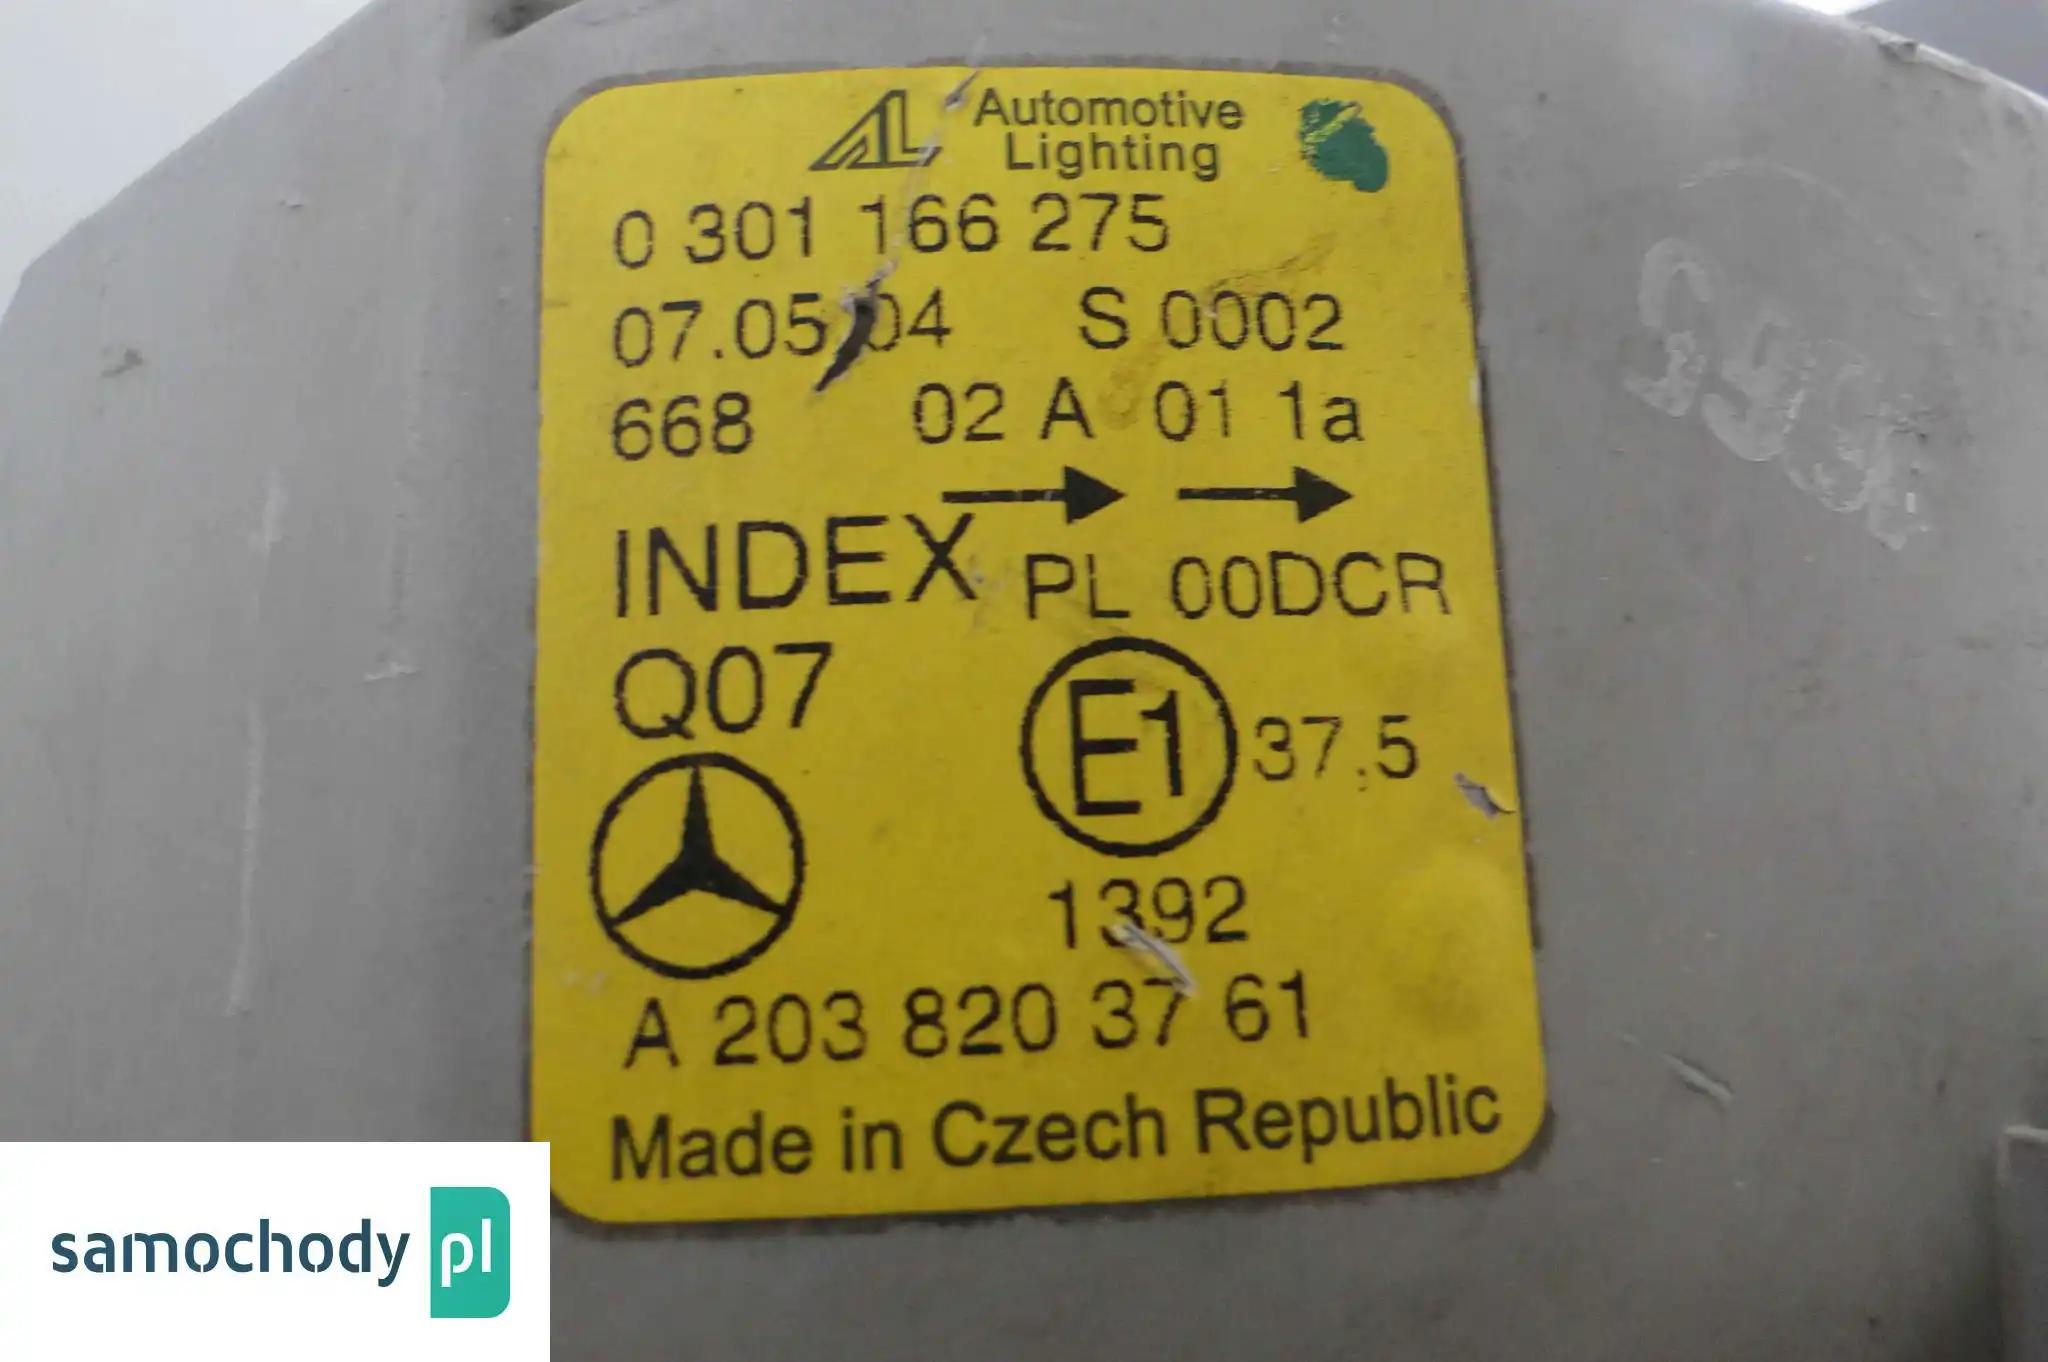 AL Automotive
Lighting
0 301 166 275
07.05.04 S 0002
668 02 A 01 1a
INDEX PL 00DCR
Q07
E1 37.5
1392
A 203 820 37 61
Made in Czech Republic
samochody pl